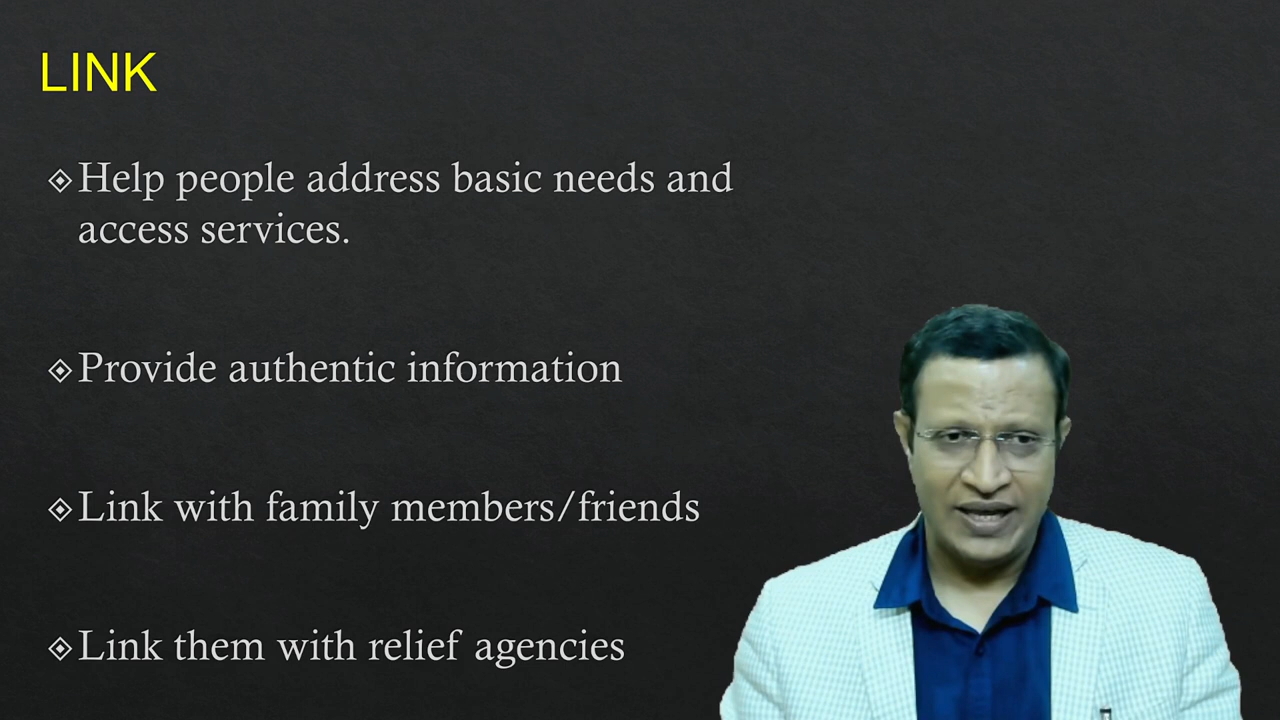 LINK
Help people address basic needs and
access services.
Provide authentic information
Link with family members/friends
Link them with relief agencies